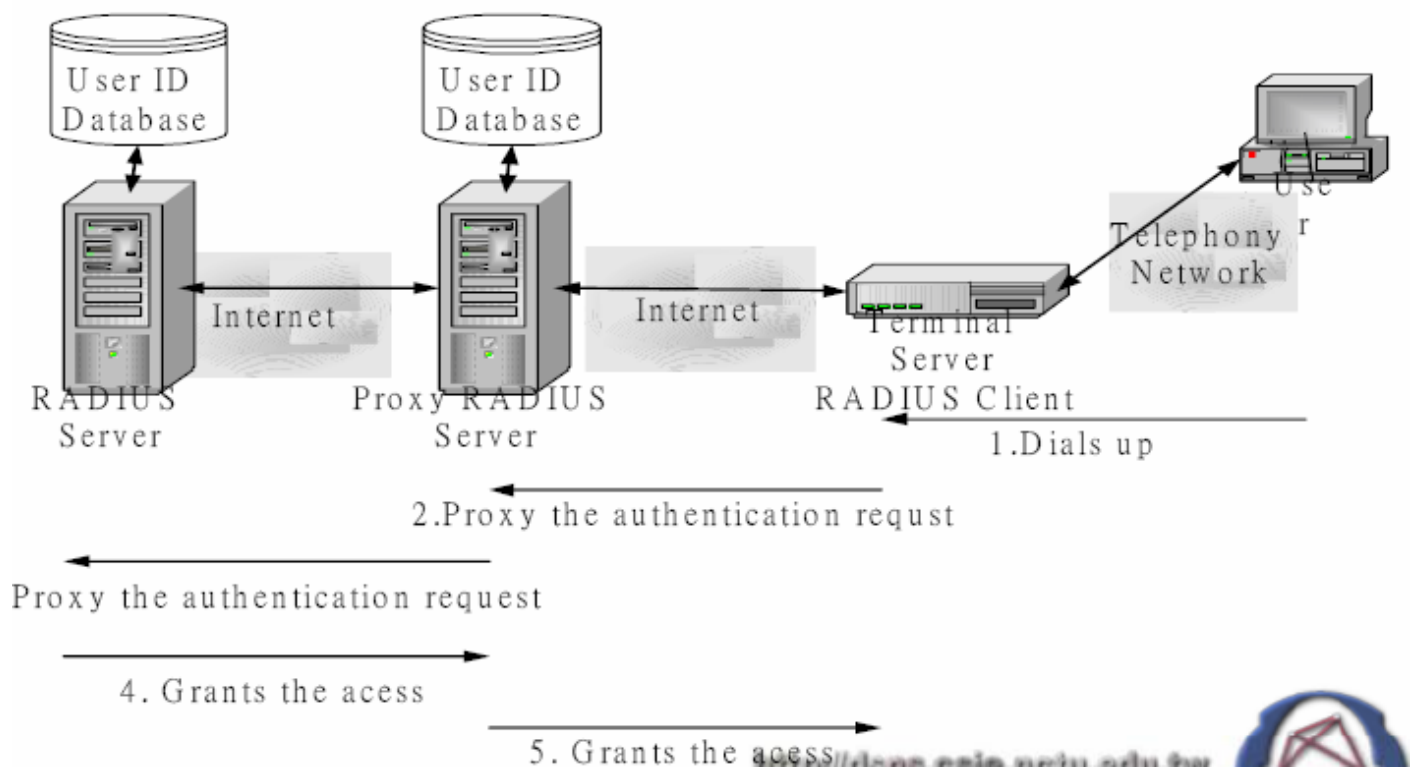 User ID
Database
User ID
Database
User
Telephony
Network
Internet
Internet
Terminal
Server
RADIUS Client
RADIUS
Server
Proxy RADIUS
Server
1.Dials up
2.Proxy the authentication requst
Proxy the authentication request
4. Grants the acess
5. Grants the acess